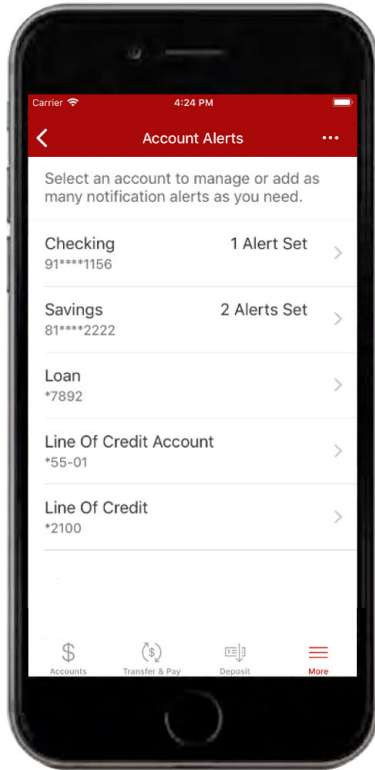 Carrier 4:24 PM
Account Alerts ...
Select an account to manage or add as
many notification alerts as you need.
Checking 1 Alert Set
91****1156
Savings 2 Alerts Set
81****2222
Loan
*7892
Line Of Credit Account
*55-01
Line Of Credit
*2100
$ Accounts
($) Transfer & Pay
Deposit
More